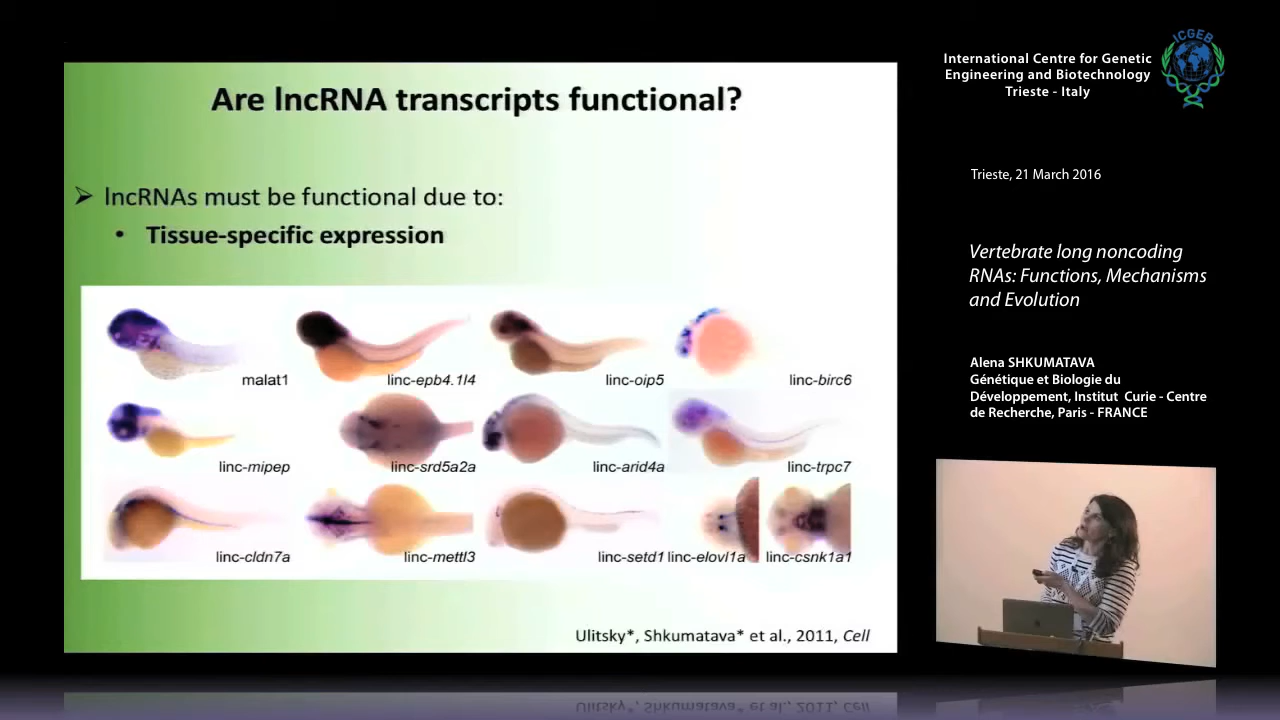 Are lncRNA transcripts functional?
➢ lncRNAs must be functional due to:
• Tissue-specific expression
malat1
linc-epb4.1l4
linc-oip5
linc-birc6
linc-mipep
linc-srd5a2a
linc-arid4a
linc-trpc7
linc-cldn7a
linc-mettl3
linc-setd1
linc-elovl1a
linc-csnk1a1
Ulitsky*, Shkumatava* et al., 2011, Cell
ICGEB
International Centre for Genetic
Engineering and Biotechnology
Trieste - Italy
Trieste, 21 March 2016
Vertebrate long noncoding
RNAs: Functions, Mechanisms
and Evolution
Alena SHKUMATAVA
Génétique et Biologie du
Développement, Institut Curie - Centre
de Recherche, Paris - FRANCE